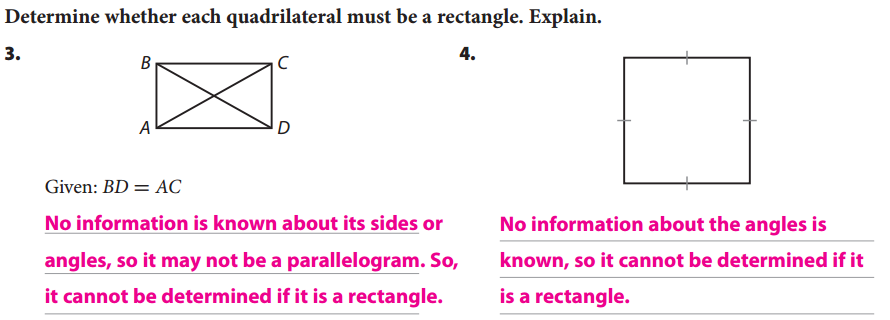 Determine whether each quadrilateral must be a rectangle. Explain.
3.
B
C
A
D
Given: BD = AC
No information is known about its sides or
angles, so it may not be a parallelogram. So,
it cannot be determined if it is a rectangle.
4.
No information about the angles is
known, so it cannot be determined if it
is a rectangle.